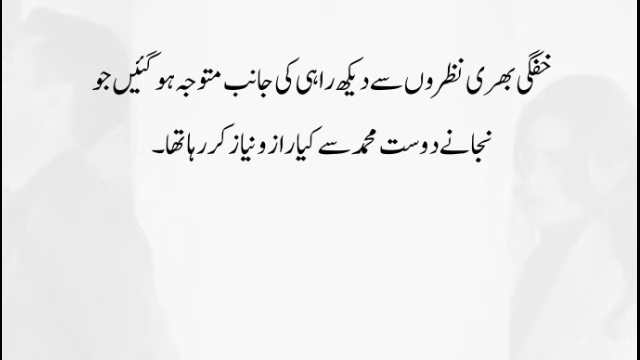 خفگی بھری نظروں سے دیکھ راہی کی جانب متوجہ ہو گئیں جو
نجانے دوست محمد سے کیا راز و نیاز کر رہا تھا۔